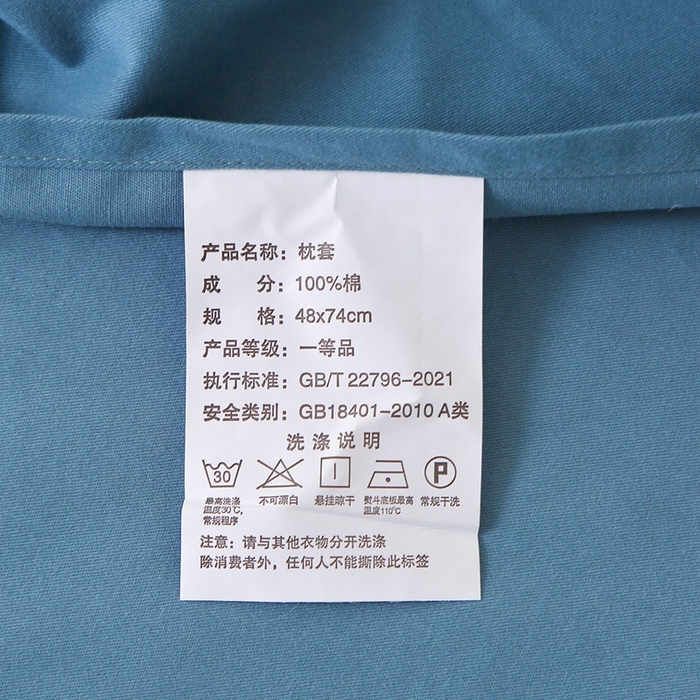 产品名称：枕套
成 分：100%棉
规 格：48x74cm
产品等级：一等品
执行标准：GB/T 22796-2021
安全类别：GB18401-2010 A类
洗涤说明
30 P
最高洗涤 不可漂白 悬挂晾干 熨斗底板最高 常规干洗
温度30℃, 温度110℃
常规程序
注意：请与其他衣物分开洗涤
除消费者外，任何人不能撕除此标签